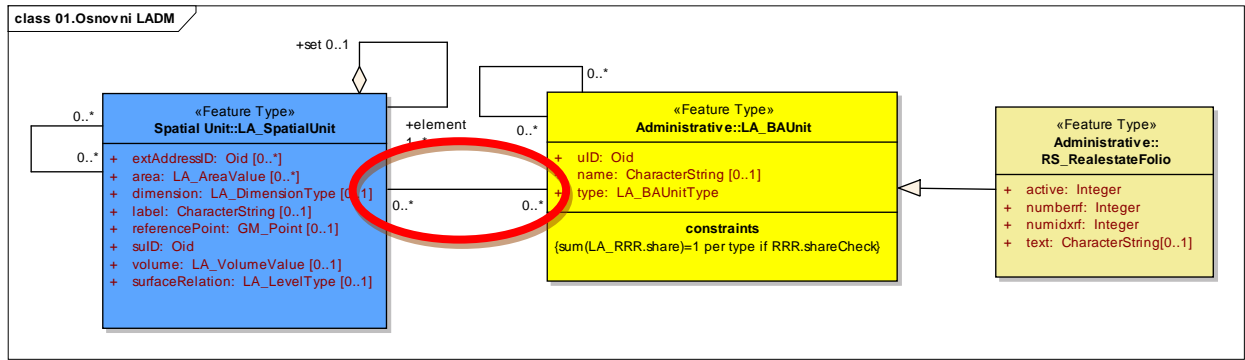 class 01.Osnovni LADM
+set 0..1
0..*
0..*
«Feature Type»
Spatial Unit::LA_SpatialUnit
+ extAddressID: Oid [0..*]
+ area: LA_AreaValue [0..*]
+ dimension: LA_DimensionType [0..1]
+ label: CharacterString [0..1]
+ referencePoint: GM_Point [0..1]
+ suID: Oid
+ volume: LA_VolumeValue [0..1]
+ surfaceRelation: LA_LevelType [0..1]
+element
1..*
0..*
0..*
0..*
0..*
«Feature Type»
Administrative::LA_BAUnit
+ uID: Oid
+ name: CharacterString [0..1]
+ type: LA_BAUnitType
constraints
{sum(LA_RRR.share)=1 per type if RRR.shareCheck}
«Feature Type»
Administrative::
RS_RealestateFolio
+ active: Integer
+ numberrf: Integer
+ numidxrf: Integer
+ text: CharacterString[0..1]